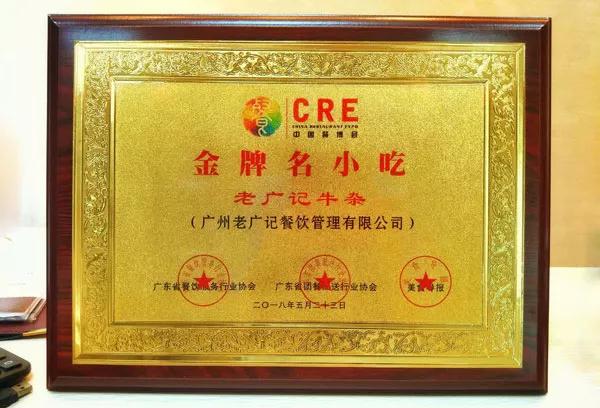 CRE
CHINA RESTAURANT EXPO
中国餐博会
金牌名小吃
老广记牛杂
（广州老广记餐饮管理有限公司）
广东省餐饮服务行业协会 广东省团餐配送行业协会 美食导报
二〇一八年五月二十三日